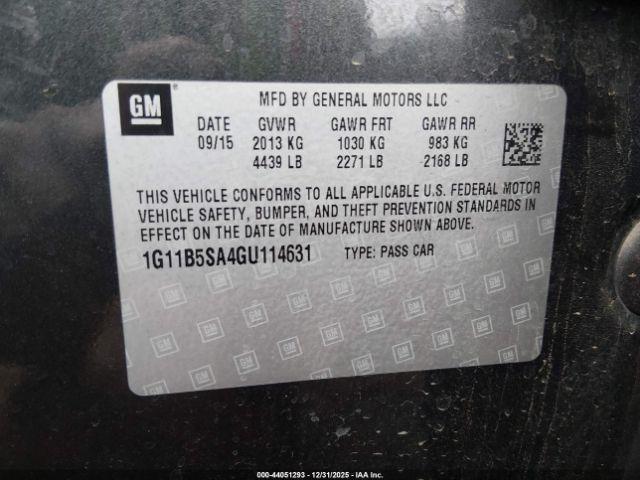 GM
MFD BY GENERAL MOTORS LLC
DATE GVWR GAWR FRT GAWR RR
09/15 2013 KG 1030 KG 983 KG
4439 LB 2271 LB 2168 LB
THIS VEHICLE CONFORMS TO ALL APPLICABLE U.S. FEDERAL MOTOR
VEHICLE SAFETY, BUMPER, AND THEFT PREVENTION STANDARDS IN
EFFECT ON THE DATE OF MANUFACTURE SHOWN ABOVE.
1G11B5SA4GU114631 TYPE: PASS CAR
000-44051293 - 12/31/2025 - IAA Inc.